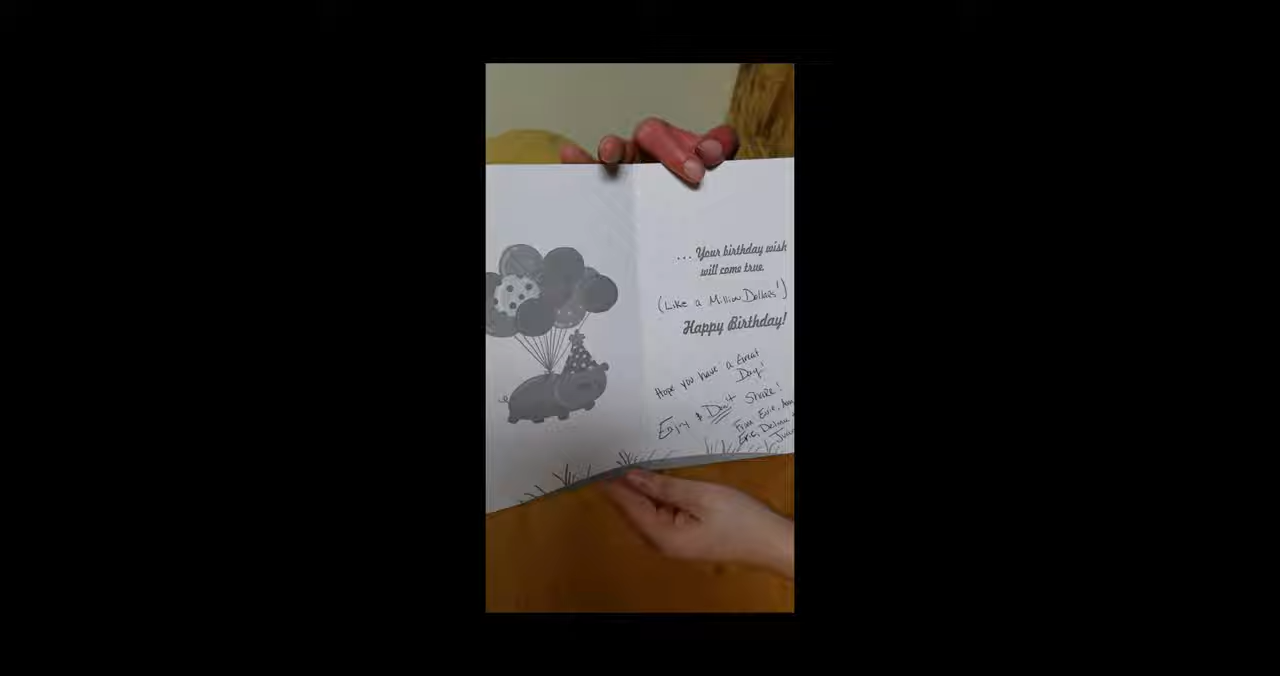 ... Your birthday wish
will come true.
(Like a Million Dollars!)
Happy Birthday!
Hope you have a Great
Day!
Enjoy & Don't Share!
From Evie,
Eric,